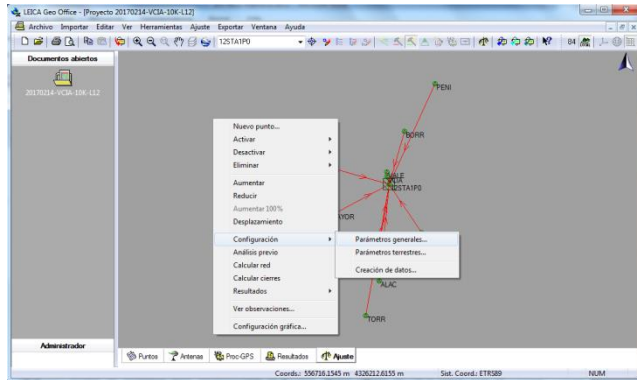 LEICA Geo Office - [Proyecto 20170214-VCIA-10K-L12]
Archivo Importar Editar Ver Herramientas Ajuste Exportar Ventana Ayuda
12STA1P0
84
Documentos abiertos
20170214-VCIA-10K-L12
PENI
BORR
Nuevo punto...
Activar
Desactivar
Eliminar
Aumentar
Reducir
Aumentar 100%
Desplazamiento
Configuración
Análisis previo
Calcular red
Calcular cierres
Resultados
Ver observaciones...
Configuración gráfica...
12STA1P0
YOR
Parámetros generales...
Parámetros terrestres...
Creación de datos...
ALAC
TORR
Administrador
Puntos Antenas Proc-GPS Resultados Ajuste
Coords.: 556716.1545 m 4326212.6155 m Sist. Coord.: ETRS89 NUM